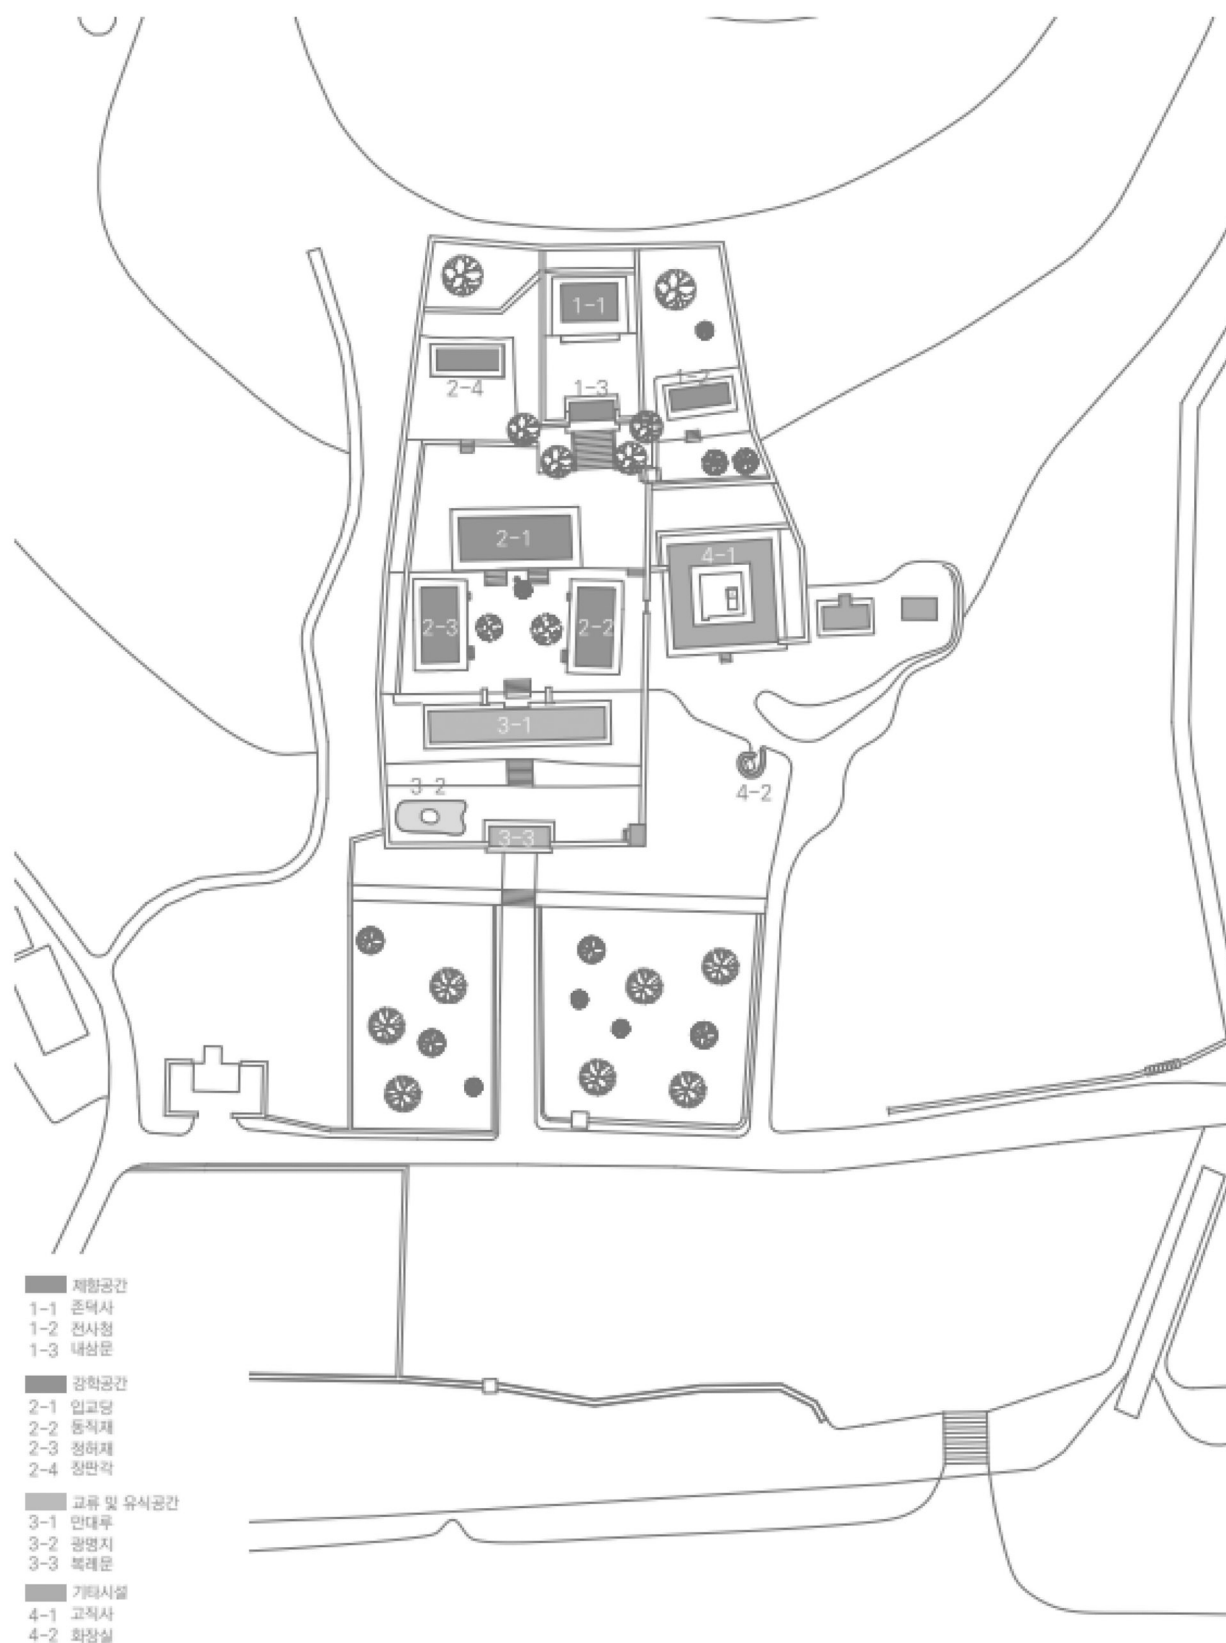 1-1
1-3
1-2
2-4
2-1
4-1
2-3
2-2
3-1
3-2
4-2
3-3
제향공간
1-1 존덕사
1-2 전사청
1-3 내삼문
강학공간
2-1 입교당
2-2 동직재
2-3 정허재
2-4 장판각
교류 및 유식공간
3-1 만대루
3-2 광영지
3-3 복례문
기타시설
4-1 고직사
4-2 화장실